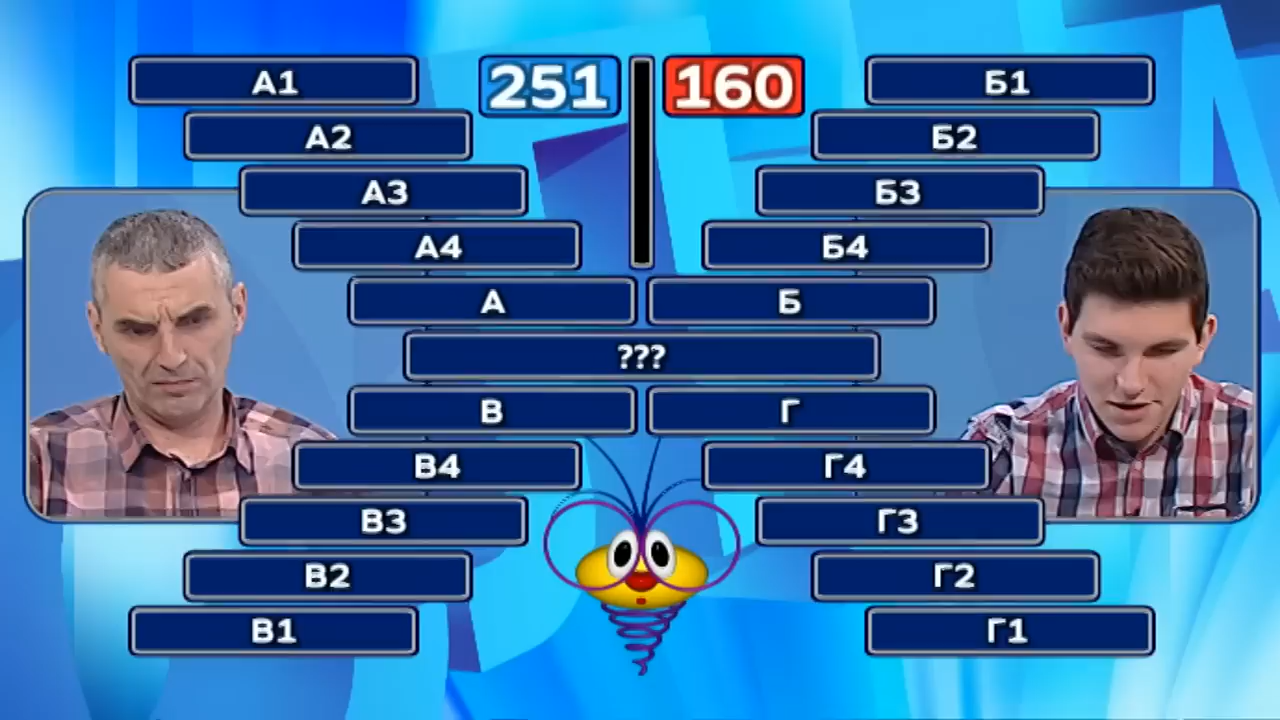 А1 251 160 Б1
А2 Б2
А3 Б3
А4 Б4
А Б
???
В Г
В4 Г4
В3 Г3
В2 Г2
В1 Г1